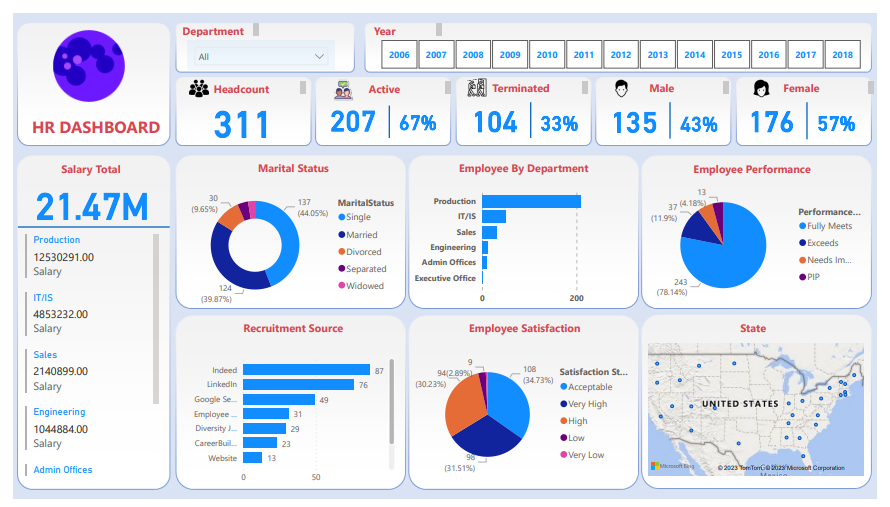 HR DASHBOARD
Department
All
Year
2006 2007 2008 2009 2010 2011 2012 2013 2014 2015 2016 2017 2018
Headcount
311
Active
207 67%
Terminated
104 33%
Male
135 43%
Female
176 57%
Salary Total
21.47M
Production
12530291.00
Salary
IT/IS
4853232.00
Salary
Sales
2140899.00
Salary
Engineering
1044884.00
Salary
Admin Offices
Marital Status
30
(9.65%)
137
(44.05%)
124
(39.87%)
MaritalStatus
Single
Married
Divorced
Separated
Widowed
Employee By Department
Production
IT/IS
Sales
Engineering
Admin Offices
Executive Office
0 200
Employee Performance
13
(4.18%)
37
(11.9%)
243
(78.14%)
Performance...
Fully Meets
Exceeds
Needs Im...
PIP
Recruitment Source
Indeed 87
LinkedIn 76
Google Se... 49
Employee ... 31
Diversity J... 29
CareerBuil... 23
Website 13
0 50
Employee Satisfaction
9
(2.89%)
94
(30.23%)
108
(34.73%)
98
(31.51%)
Satisfaction St...
Acceptable
Very High
High
Low
Very Low
State
UNITED STATES
Microsoft Bing
© 2023 TomTom, © 2023 Microsoft Corporation
Mexico